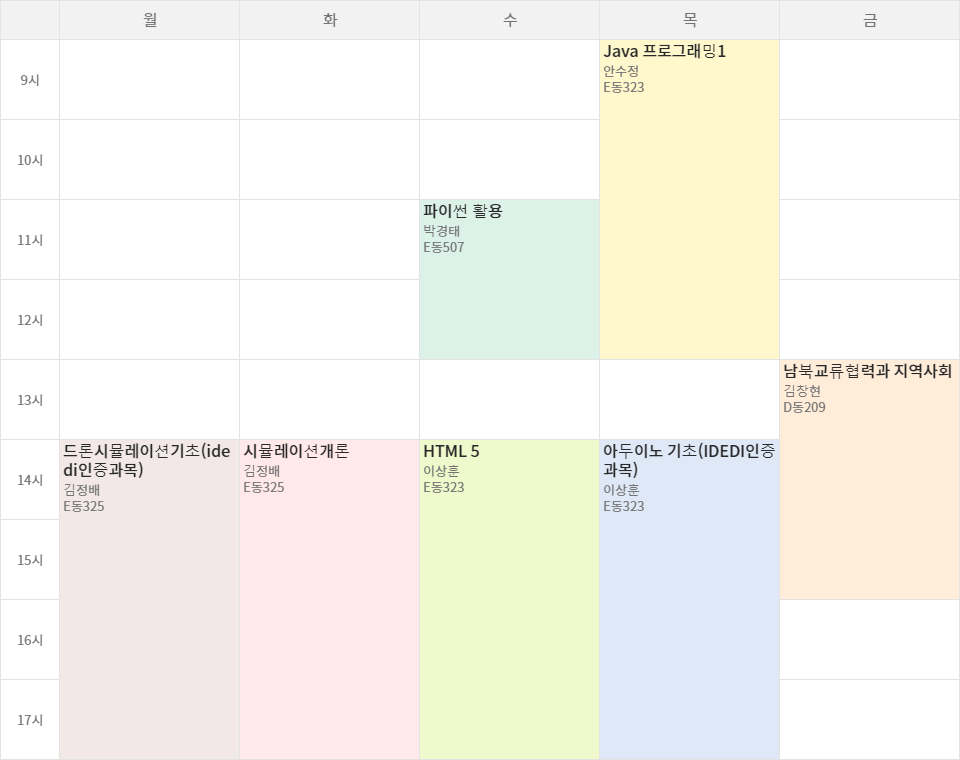 월 화 수 목 금
9시
Java 프로그래밍1
안수정
E동323
10시
11시
파이썬 활용
박경태
E동507
12시
13시
남북교류협력과 지역사회
김창현
D동209
14시
드론시뮬레이션기초(ide
di인증과목)
김정배
E동325
시뮬레이션개론
김정배
E동325
HTML 5
이상훈
E동323
아두이노 기초(IDEDI인증
과목)
이상훈
E동323
15시
16시
17시